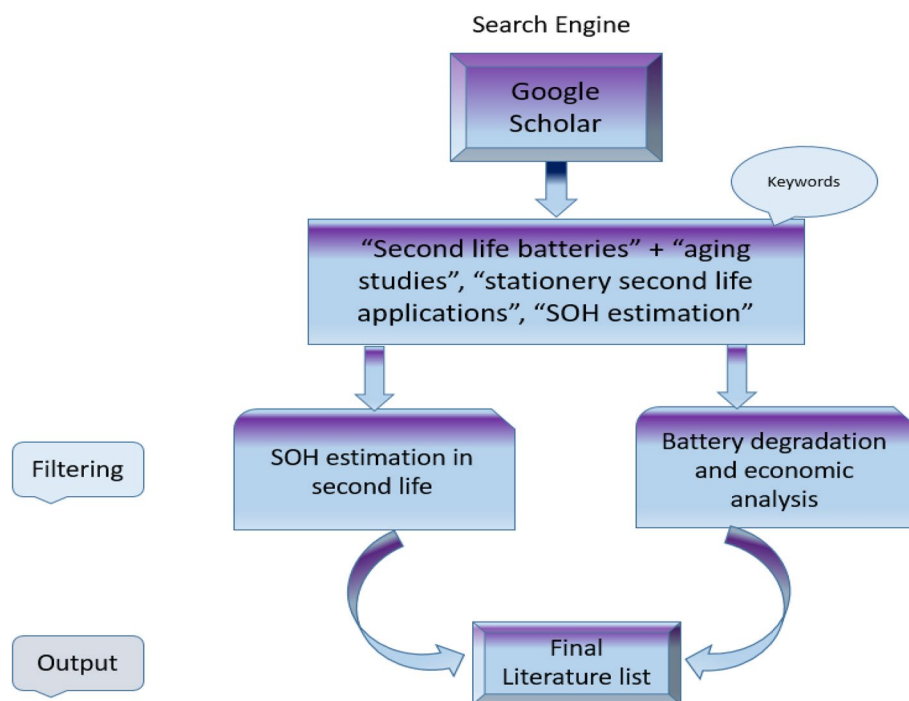 Search Engine
Google
Scholar
Keywords
“Second life batteries” + “aging
studies”, “stationery second life
applications”, “SOH estimation”
Filtering
SOH estimation in
second life
Battery degradation
and economic
analysis
Output
Final
Literature list